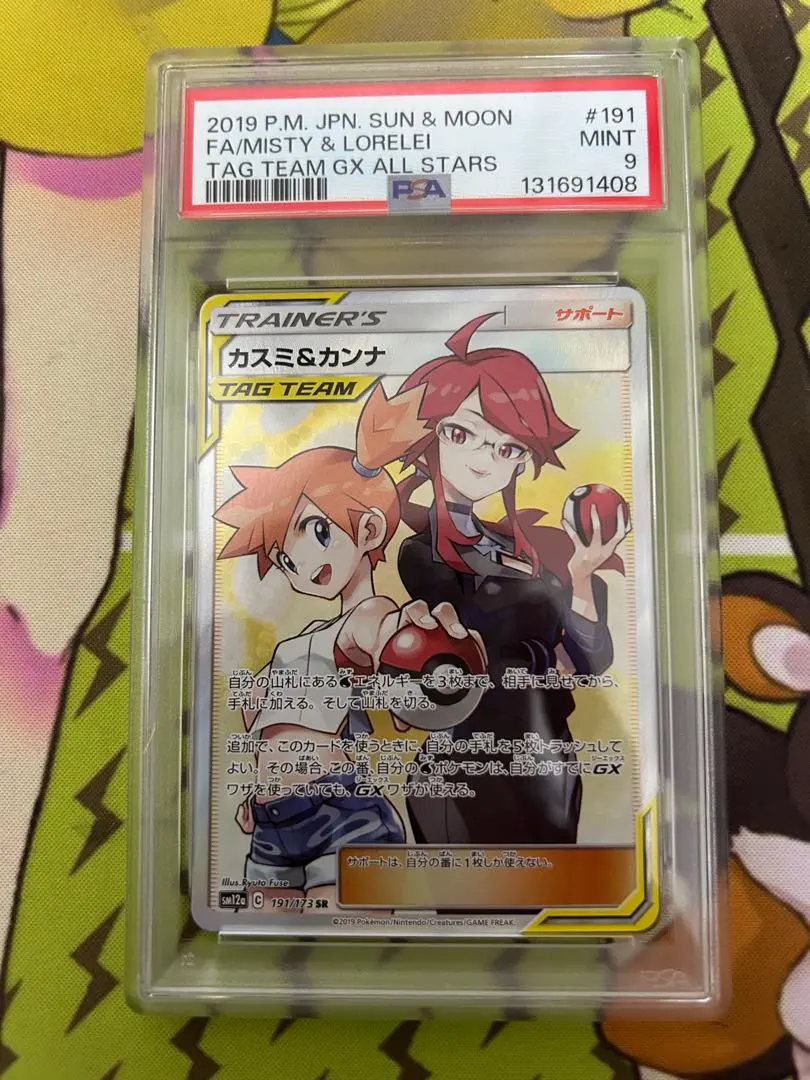 2019 P.M. JPN. SUN & MOON #191
FA/MISTY & LORELEI MINT
TAG TEAM GX ALL STARS 9
PSA 131691408
TRAINER'S サポート
カスミ&カンナ
TAG TEAM
自分の山札にあるエネルギーを3枚まで、相手に見せてから、
手札に加える。そして山札を切る。
追加で、このカードを使うときに、自分の手札を5枚トラッシュして
よい。その場合、この番、自分のポケモンは、自分がすでにGX
ワザを使っていても、GXワザが使える。
サポートは、自分の番に1枚しか使えない。
Illus.Ryuta Fuse
SM12a C 191/173 SR
©2019 Pokémon/Nintendo/Creatures/GAME FREAK.